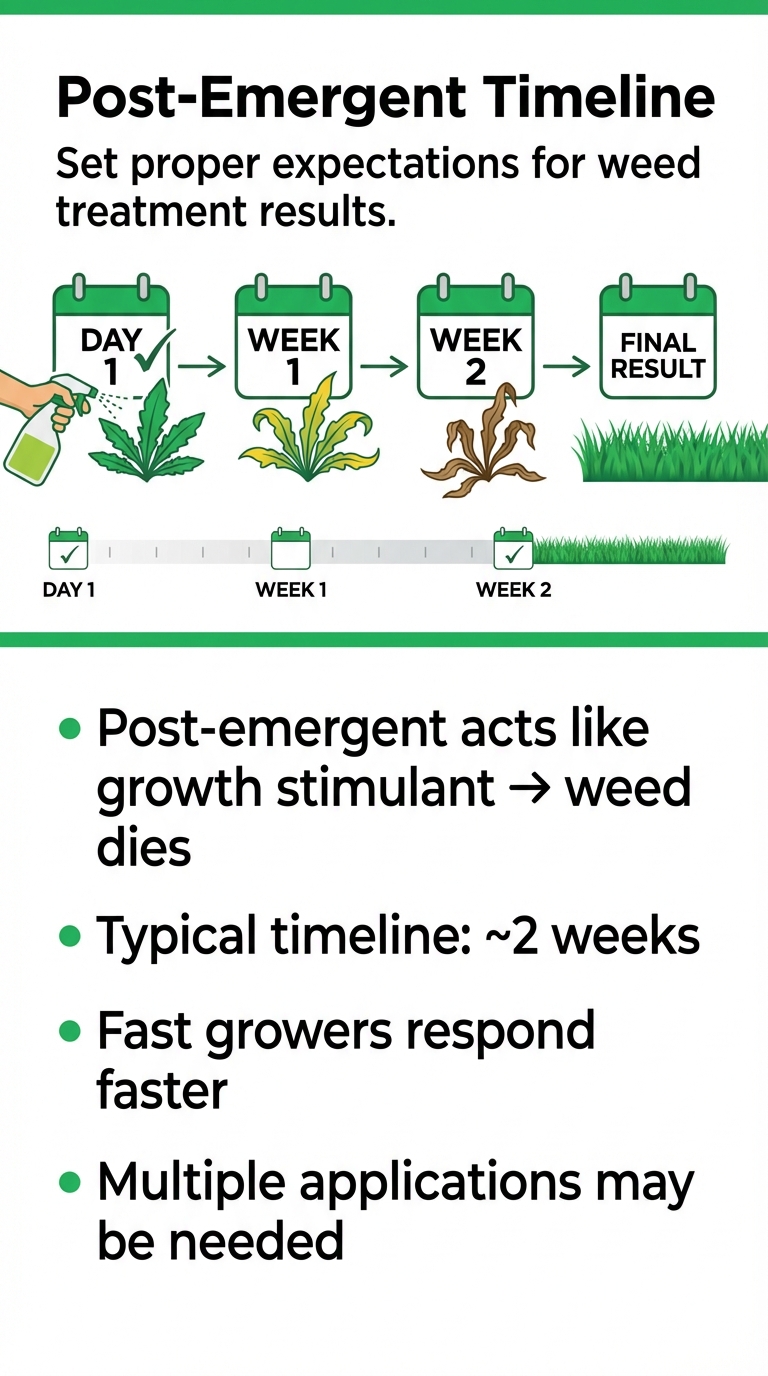 Post-Emergent Timeline
Set proper expectations for weed
treatment results.
DAY
1
WEEK
1
WEEK
2
FINAL
RESULT
DAY 1
WEEK 1
WEEK 2
• Post-emergent acts like
growth stimulant → weed
dies
• Typical timeline: ~2 weeks
• Fast growers respond
faster
• Multiple applications may
be needed